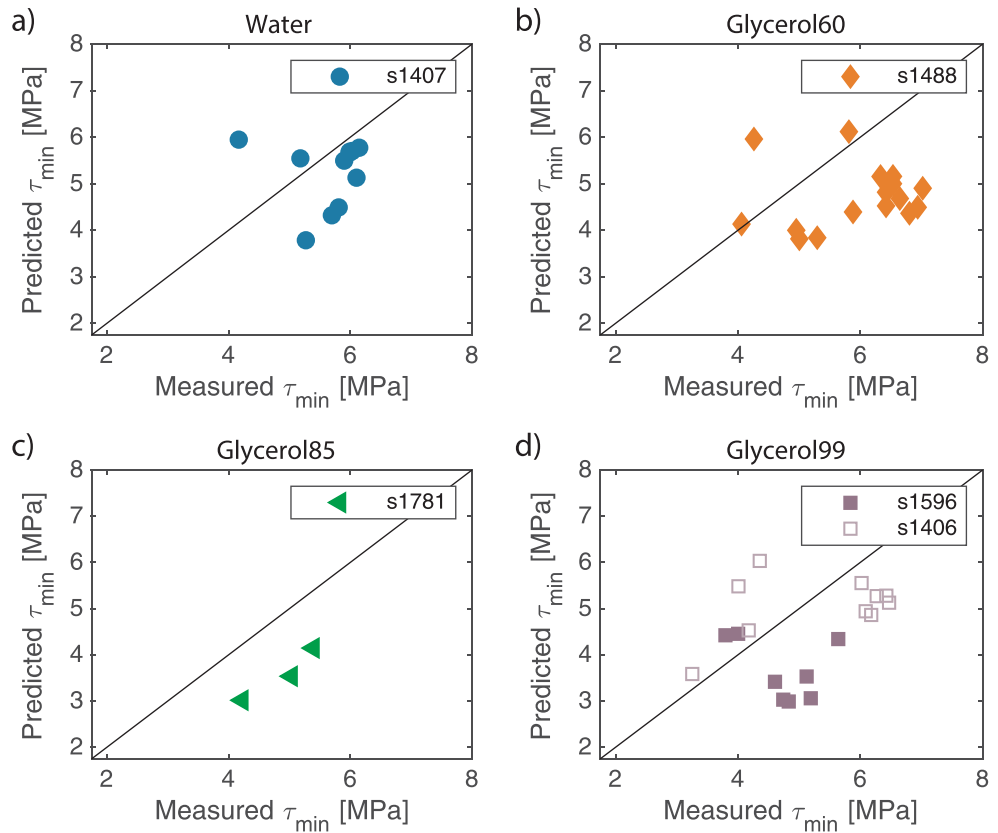 a)
Water
8
7
6
5
4
3
2
Predicted τmin [MPa]
s1407
2 4 6 8
Measured τmin [MPa]
b)
Glycerol60
8
7
6
5
4
3
2
Predicted τmin [MPa]
s1488
2 4 6 8
Measured τmin [MPa]
c)
Glycerol85
8
7
6
5
4
3
2
Predicted τmin [MPa]
s1781
2 4 6 8
Measured τmin [MPa]
d)
Glycerol99
8
7
6
5
4
3
2
Predicted τmin [MPa]
s1596
s1406
2 4 6 8
Measured τmin [MPa]